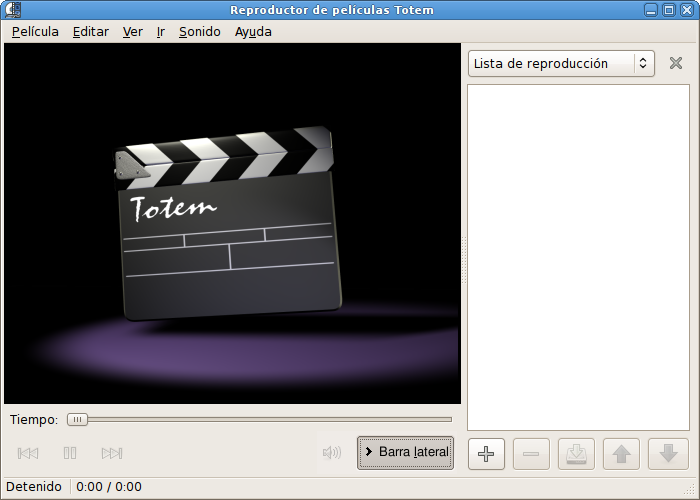 Reproductor de películas Totem
Película Editar Ver Ir Sonido Ayuda
Lista de reproducción
Totem
Tiempo:
Barra lateral
Detenido 0:00 / 0:00